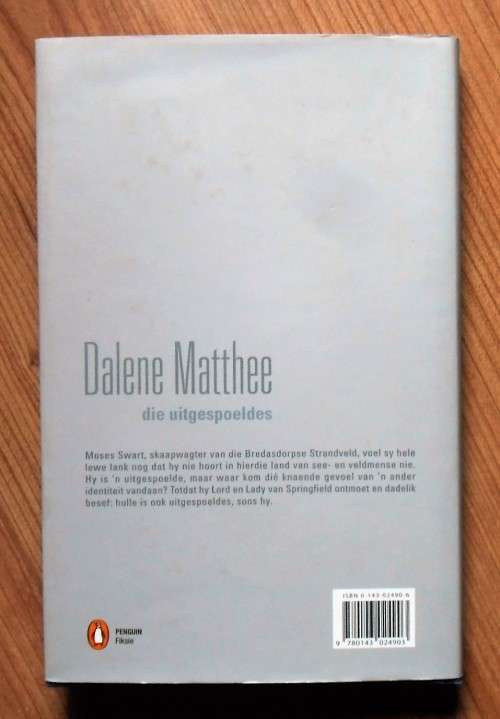 Dalene Matthee
die uitgespoeldes
Moses Swart, skaapwagter van die Bredasdorpse Strandveld, voel sy hele
lewe lank nog dat hy nie hoort in hierdie land van see- en veldmense nie.
Hy is 'n uitgespoelde, maar waar kom dié knaende gevoel van 'n ander
identiteit vandaan? Totdat hy Lord en Lady van Springfield ontmoet en dadelik
besef: hulle is ook uitgespoeldes, soos hy.
ISBN 0-143-02490-6
9 780143 024903
PENGUIN
Fiksie